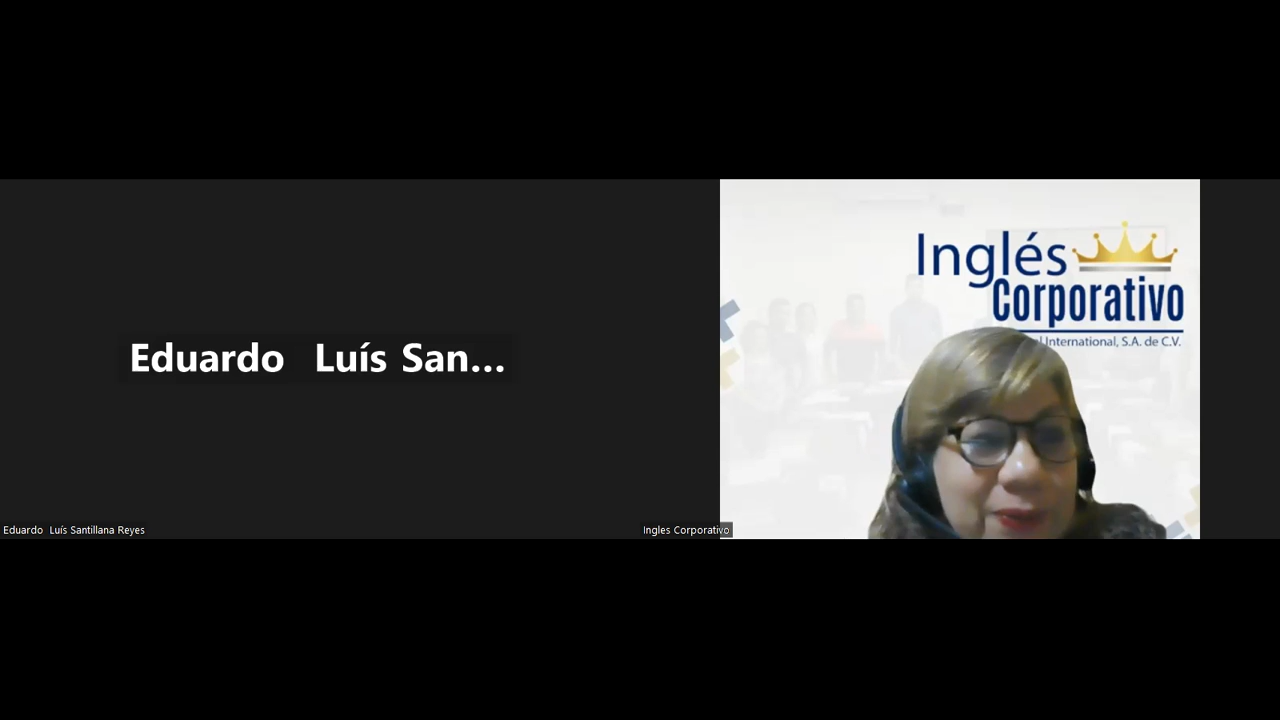 Eduardo  Luís San...
Eduardo  Luís Santillana Reyes
Inglés
Corporativo
International, S.A. de C.V.
Ingles Corporativo